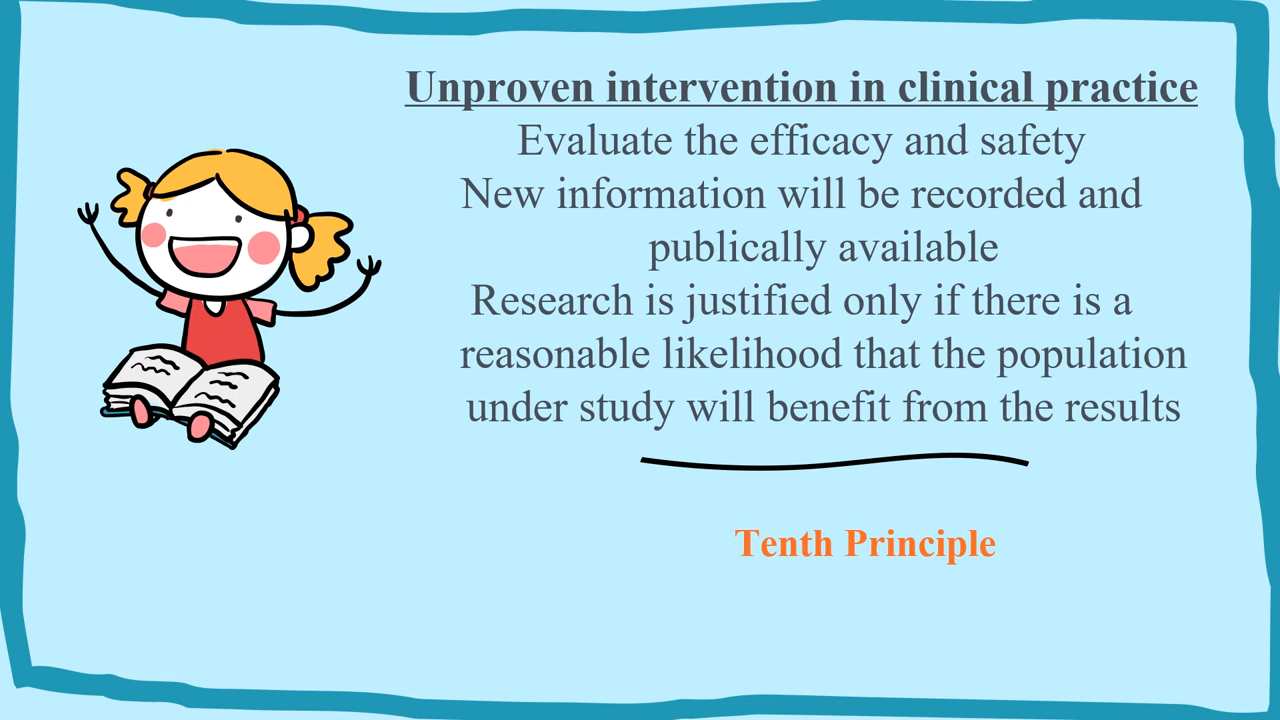 Unproven intervention in clinical practice
Evaluate the efficacy and safety
New information will be recorded and
publically available
Research is justified only if there is a
reasonable likelihood that the population
under study will benefit from the results
Tenth Principle